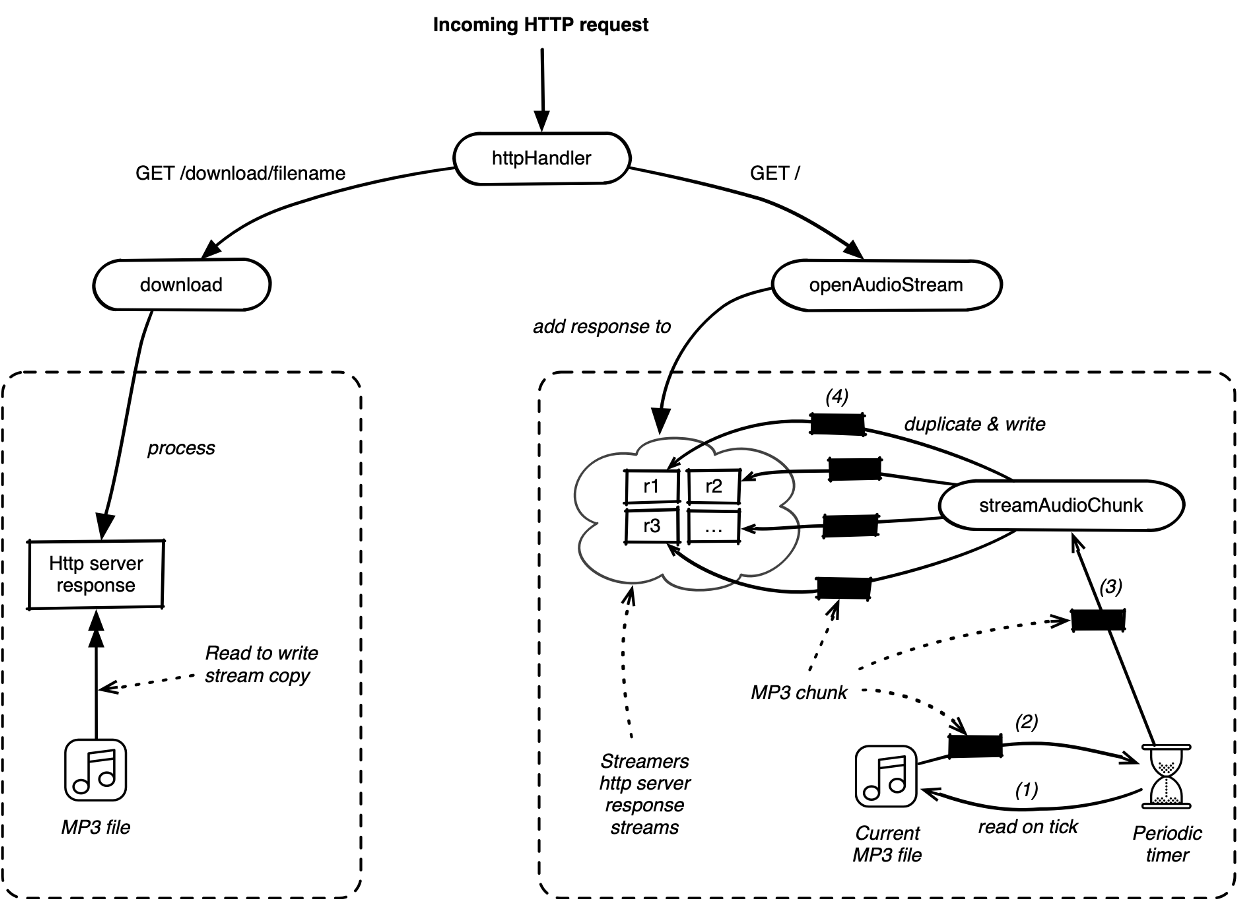 Incoming HTTP request
httpHandler
GET /download/filename
GET /
download
openAudioStream
add response to
process
Http server
response
Read to write
stream copy
MP3 file
(4)
duplicate & write
r1
r2
r3
...
streamAudioChunk
(3)
MP3 chunk
(2)
(1)
read on tick
Streamers
http server
response
streams
Current
MP3 file
Periodic
timer